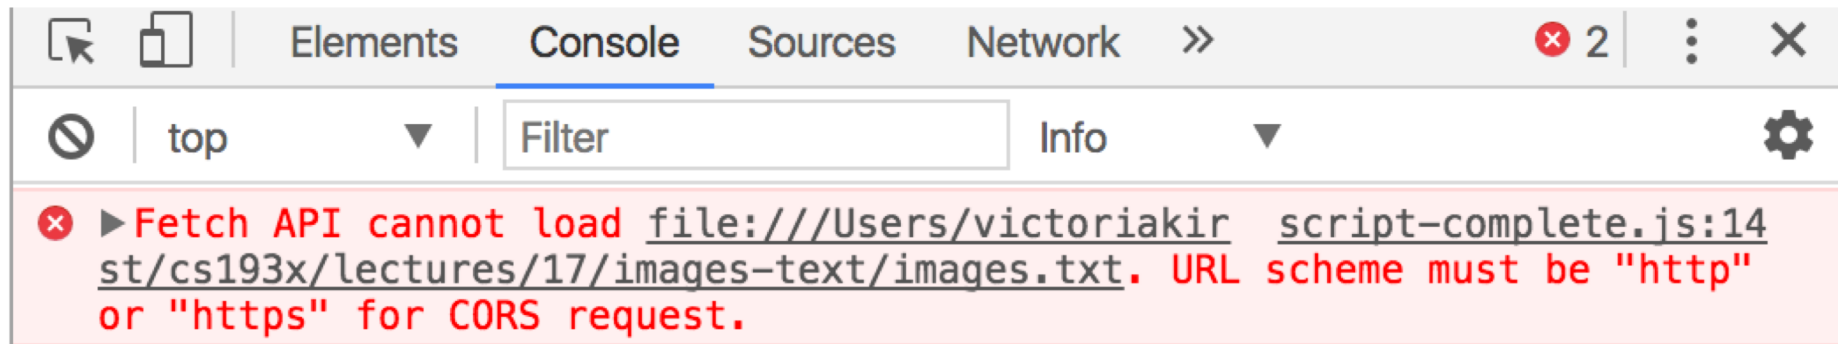 Elements Console Sources Network » 2
top Filter Info
Fetch API cannot load file:///Users/victoriakir script-complete.js:14
st/cs193x/lectures/17/images-text/images.txt. URL scheme must be "http"
or "https" for CORS request.